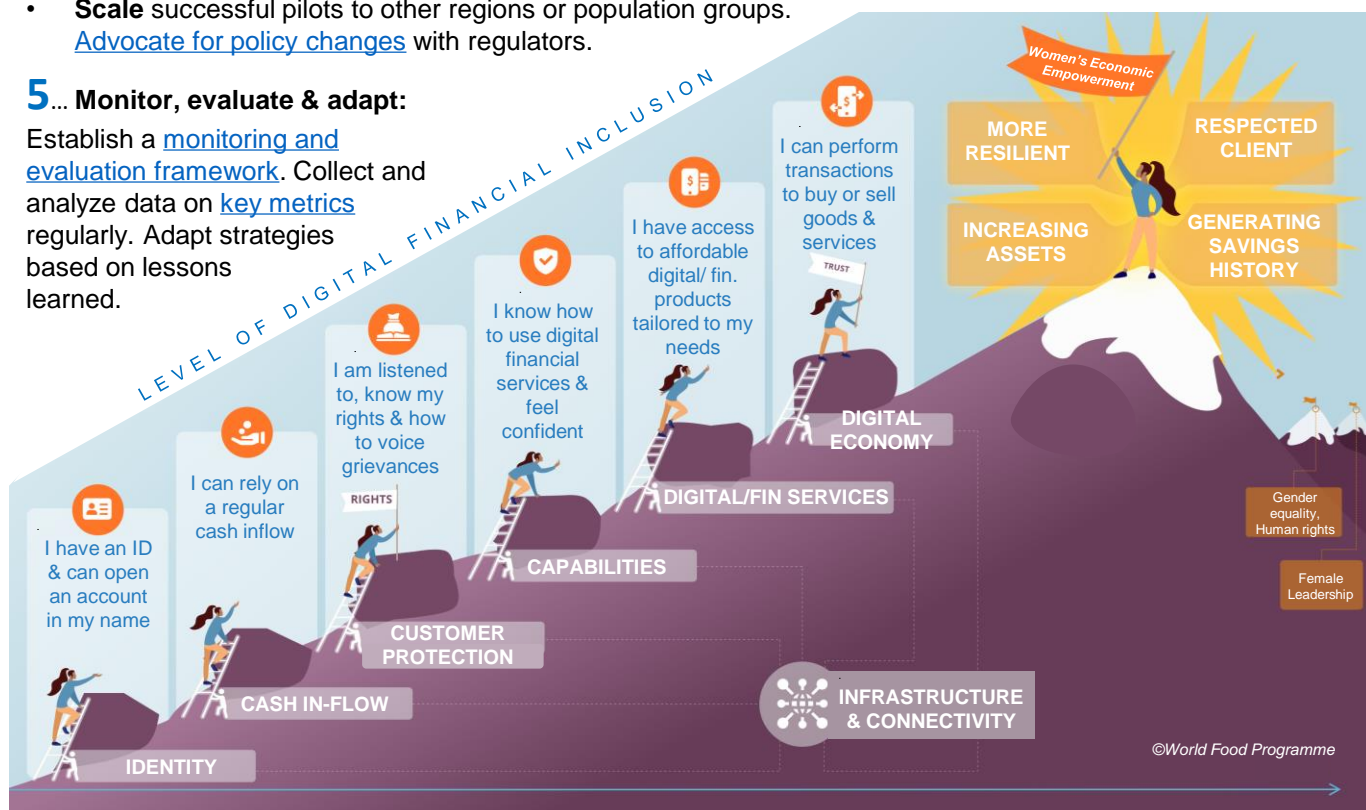 • Scale successful pilots to other regions or population groups.
Advocate for policy changes with regulators.
5... Monitor, evaluate & adapt:
Establish a monitoring and
evaluation framework. Collect and
analyze data on key metrics
regularly. Adapt strategies
based on lessons
learned.
LEVEL OF DIGITAL FINANCIAL INCLUSION
I have an ID
& can open
an account
in my name
IDENTITY
I can rely on
a regular
cash inflow
CASH IN-FLOW
I am listened
to, know my
rights & how
to voice
grievances
RIGHTS
CUSTOMER
PROTECTION
I know how
to use digital
financial
services &
feel
confident
CAPABILITIES
I have access
to affordable
digital/ fin.
products
tailored to my
needs
DIGITAL/FIN SERVICES
I can perform
transactions
to buy or sell
goods &
services
TRUST
DIGITAL
ECONOMY
INFRASTRUCTURE
& CONNECTIVITY
Women's Economic
Empowerment
MORE
RESILIENT
RESPECTED
CLIENT
INCREASING
ASSETS
GENERATING
SAVINGS
HISTORY
Gender
equality,
Human rights
Female
Leadership
©World Food Programme